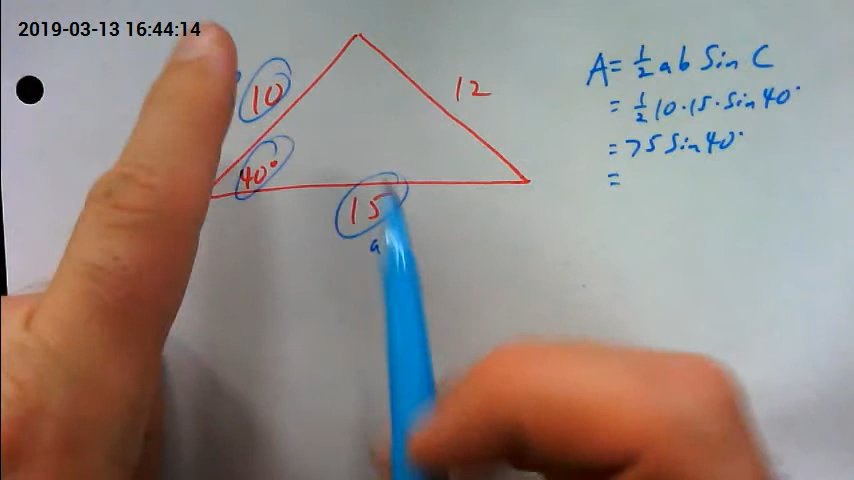 2019-03-13 16:44:14
10
12
40°
15
a
A = 1/2 a b Sin C
= 1/2 10 · 15 · Sin 40°
= 75 Sin 40°
=